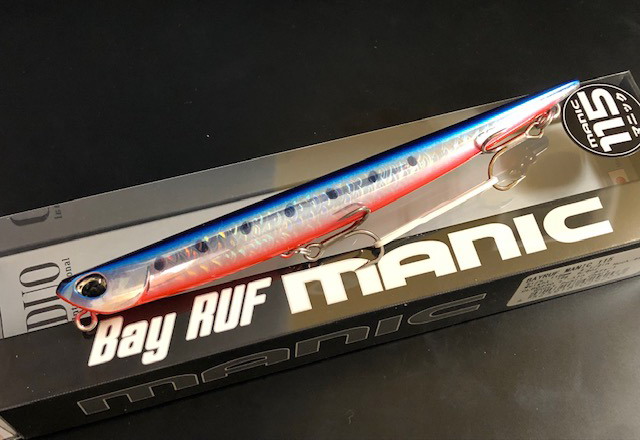 マニック
MANIC
115
DUO
Bay RUF MANIC
BAYRUF MANIC 115
MANIC